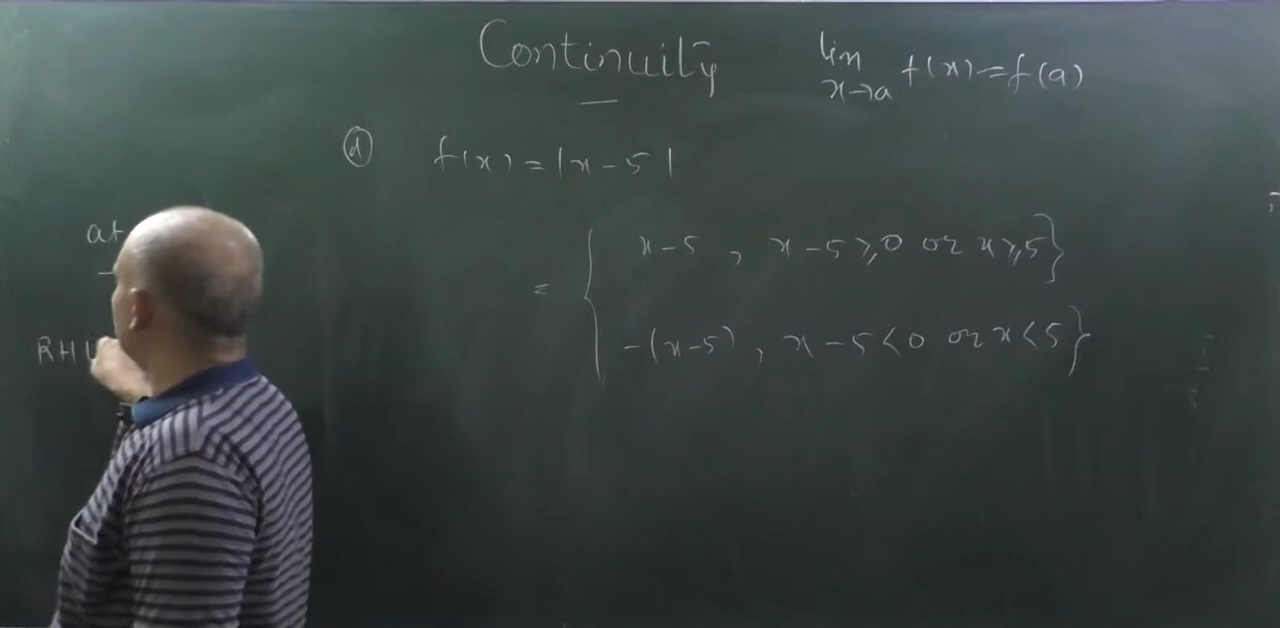 Continuity lim x→a f(x)=f(a)
d f(x)=|x-5|
at
= { x-5 , x-5≥0 or x≥5}
-(x-5) , x-5<0 or x<5}
RHL